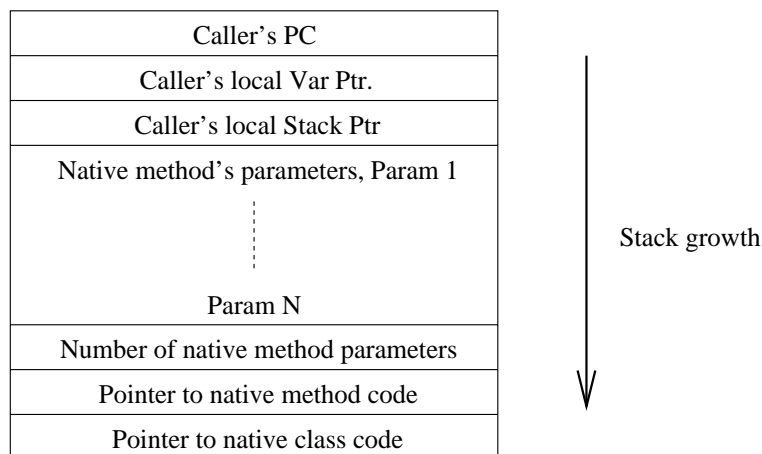 Caller's PC
Caller's local Var Ptr.
Caller's local Stack Ptr
Native method's parameters, Param 1
Stack growth
Param N
Number of native method parameters
Pointer to native method code
Pointer to native class code